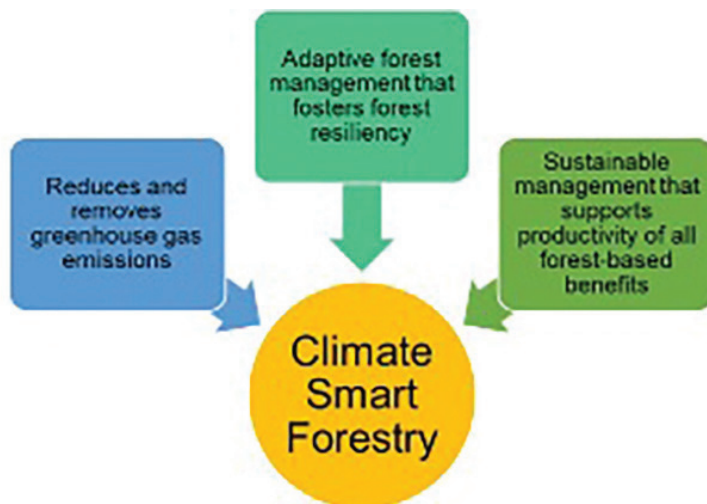 Adaptive forest
management that
fosters forest
resiliency
Reduces and
removes
greenhouse gas
emissions
Sustainable
management that
supports
productivity of all
forest-based
benefits
Climate
Smart
Forestry